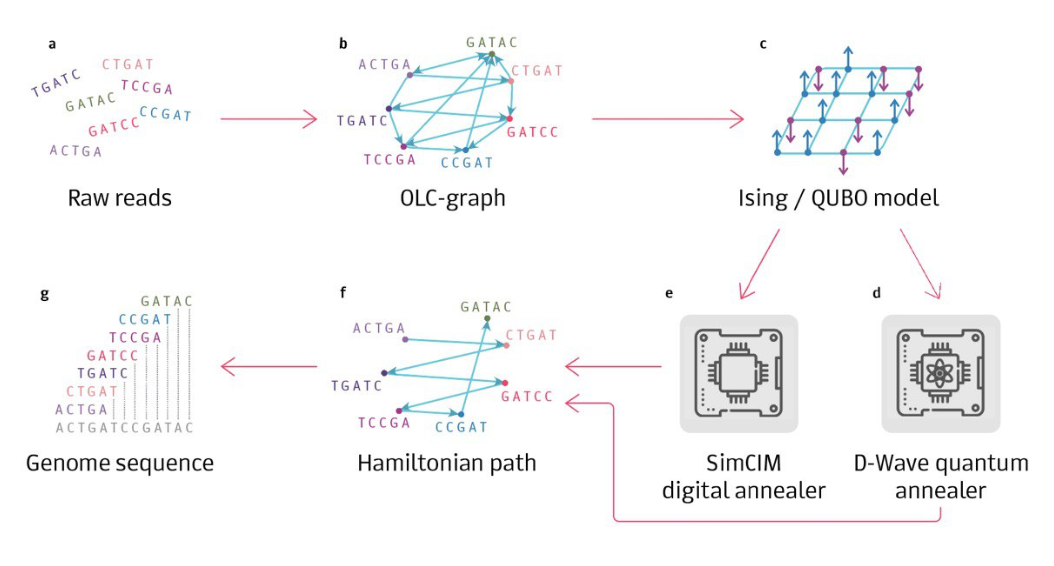 a
CTGAT
TGATC
TCCGA
GATAC
CCGAT
GATCC
ACTGA
Raw reads
b
GATAC
ACTGA
CTGAT
TGATC
GATCC
TCCGA
CCGAT
OLC-graph
c
Ising / QUBO model
g
GATAC
CCGAT
TCCGA
GATCC
TGATC
CTGAT
ACTGA
ACTGATCCGATAC
Genome sequence
f
GATAC
ACTGA
CTGAT
TGATC
GATCC
TCCGA
CCGAT
Hamiltonian path
e
SimCIM
digital annealer
d
D-Wave quantum
annealer